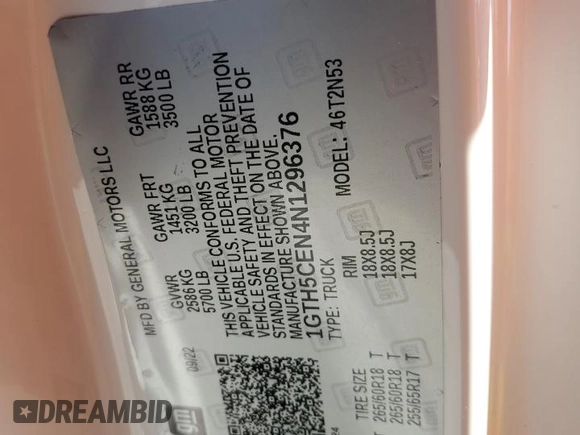 MFD BY GENERAL MOTORS LLC
09/22
GVWR GAWR FRT GAWR RR
2586 KG 1451 KG 1588 KG
5700 LB 3200 LB 3500 LB
THIS VEHICLE CONFORMS TO ALL
APPLICABLE U.S. FEDERAL MOTOR
VEHICLE SAFETY AND THEFT PREVENTION
STANDARDS IN EFFECT ON THE DATE OF
MANUFACTURE SHOWN ABOVE.
1GTH5CEN4N1296376
TYPE: TRUCK MODEL: 46T2N53
TIRE SIZE RIM
265/60R18 T 18X8.5J
265/60R18 T 18X8.5J
255/65R17 T 17X8J
gm
DREAMBID